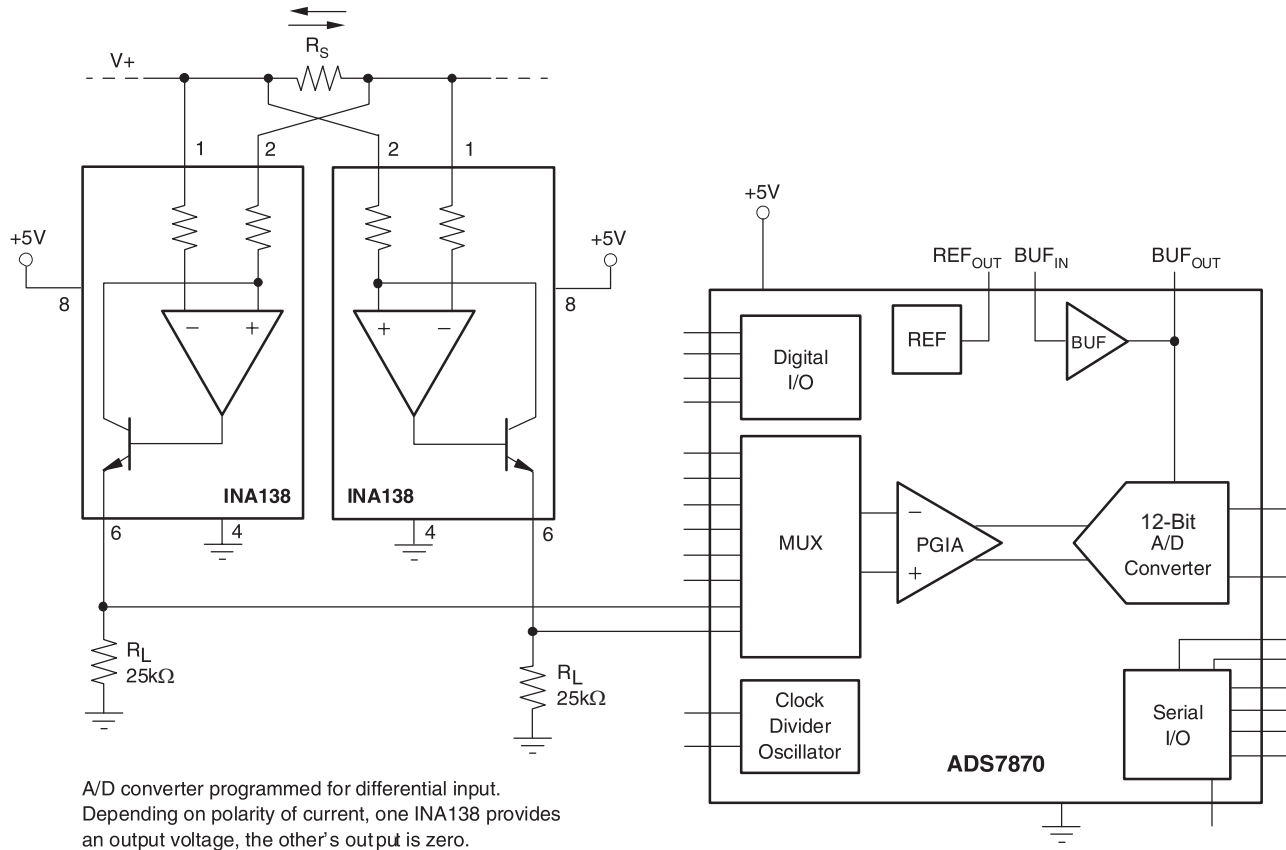 R_S
V+
1
2
2
1
+5V
+5V
+5V
8
8
REF_OUT
BUF_IN
BUF_OUT
− +
+ −
Digital
I/O
REF
BUF
INA138
INA138
6
4
4
6
MUX
−
PGIA
+
12-Bit
A/D
Converter
R_L
25kΩ
R_L
25kΩ
Clock
Divider
Oscillator
Serial
I/O
ADS7870
A/D converter programmed for differential input.
Depending on polarity of current, one INA138 provides
an output voltage, the other's output is zero.